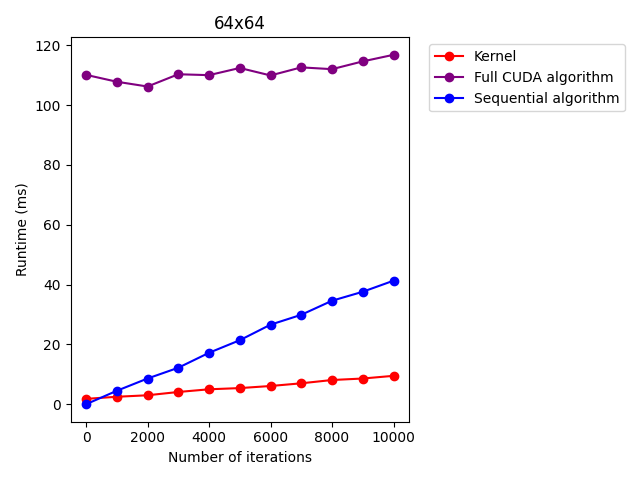 64x64
120
100
80
60
40
20
0
Runtime (ms)
0 2000 4000 6000 8000 10000
Number of iterations
Kernel
Full CUDA algorithm
Sequential algorithm